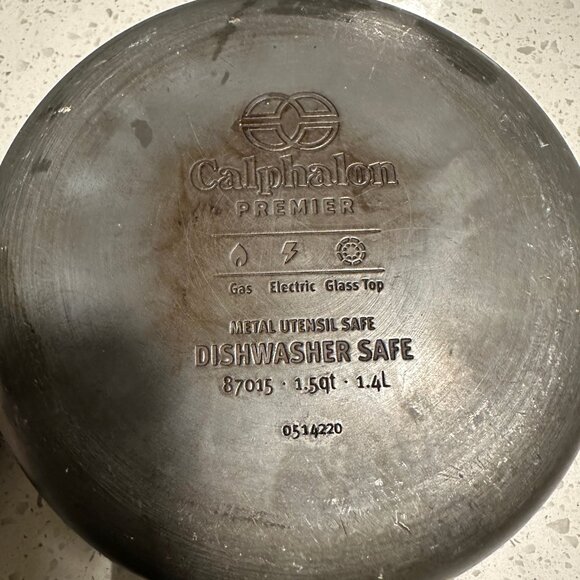 Calphalon
PREMIER
Gas Electric Glass Top
METAL UTENSIL SAFE
DISHWASHER SAFE
87015 · 1.5qt · 1.4L
0514220